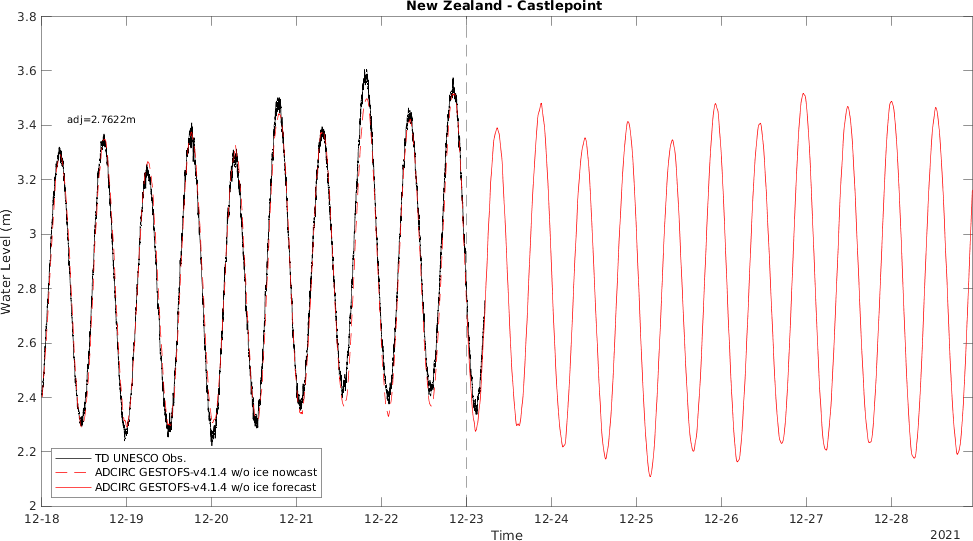 New Zealand - Castlepoint
3.8
3.6
3.4
3.2
3
2.8
2.6
2.4
2.2
2
Water Level (m)
adj=2.7622m
TD UNESCO Obs.
ADCIRC GESTOFS-v4.1.4 w/o ice nowcast
ADCIRC GESTOFS-v4.1.4 w/o ice forecast
12-18 12-19 12-20 12-21 12-22 12-23 12-24 12-25 12-26 12-27 12-28
Time
2021